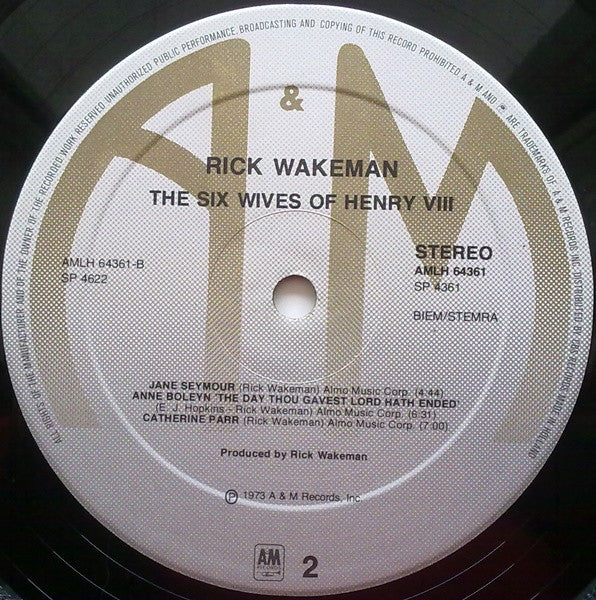 ALL RIGHTS OF THE MANUFACTURER AND OF THE OWNER OF THE RECORDED WORK RESERVED UNAUTHORIZED PUBLIC PERFORMANCE, BROADCASTING AND COPYING OF THIS RECORD PROHIBITED A & M AND ARE TRADEMARKS OF A & M RECORDS INC. DISTRIBUTED BY CBS RECORDS MADE IN HOLLAND
&
A M
RICK WAKEMAN
THE SIX WIVES OF HENRY VIII
AMLH 64361-B
SP 4622
STEREO
AMLH 64361
SP 4361
BIEM/STEMRA
JANE SEYMOUR (Rick Wakeman) Almo Music Corp. (4:44)
ANNE BOLEYN 'THE DAY THOU GAVEST LORD HATH ENDED'
(E. J. Hopkins - Rick Wakeman) Almo Music Corp. (6:31)
CATHERINE PARR (Rick Wakeman) Almo Music Corp. (7:00)
Produced by Rick Wakeman
℗ 1973 A & M Records, Inc.
AM
RECORDS
2